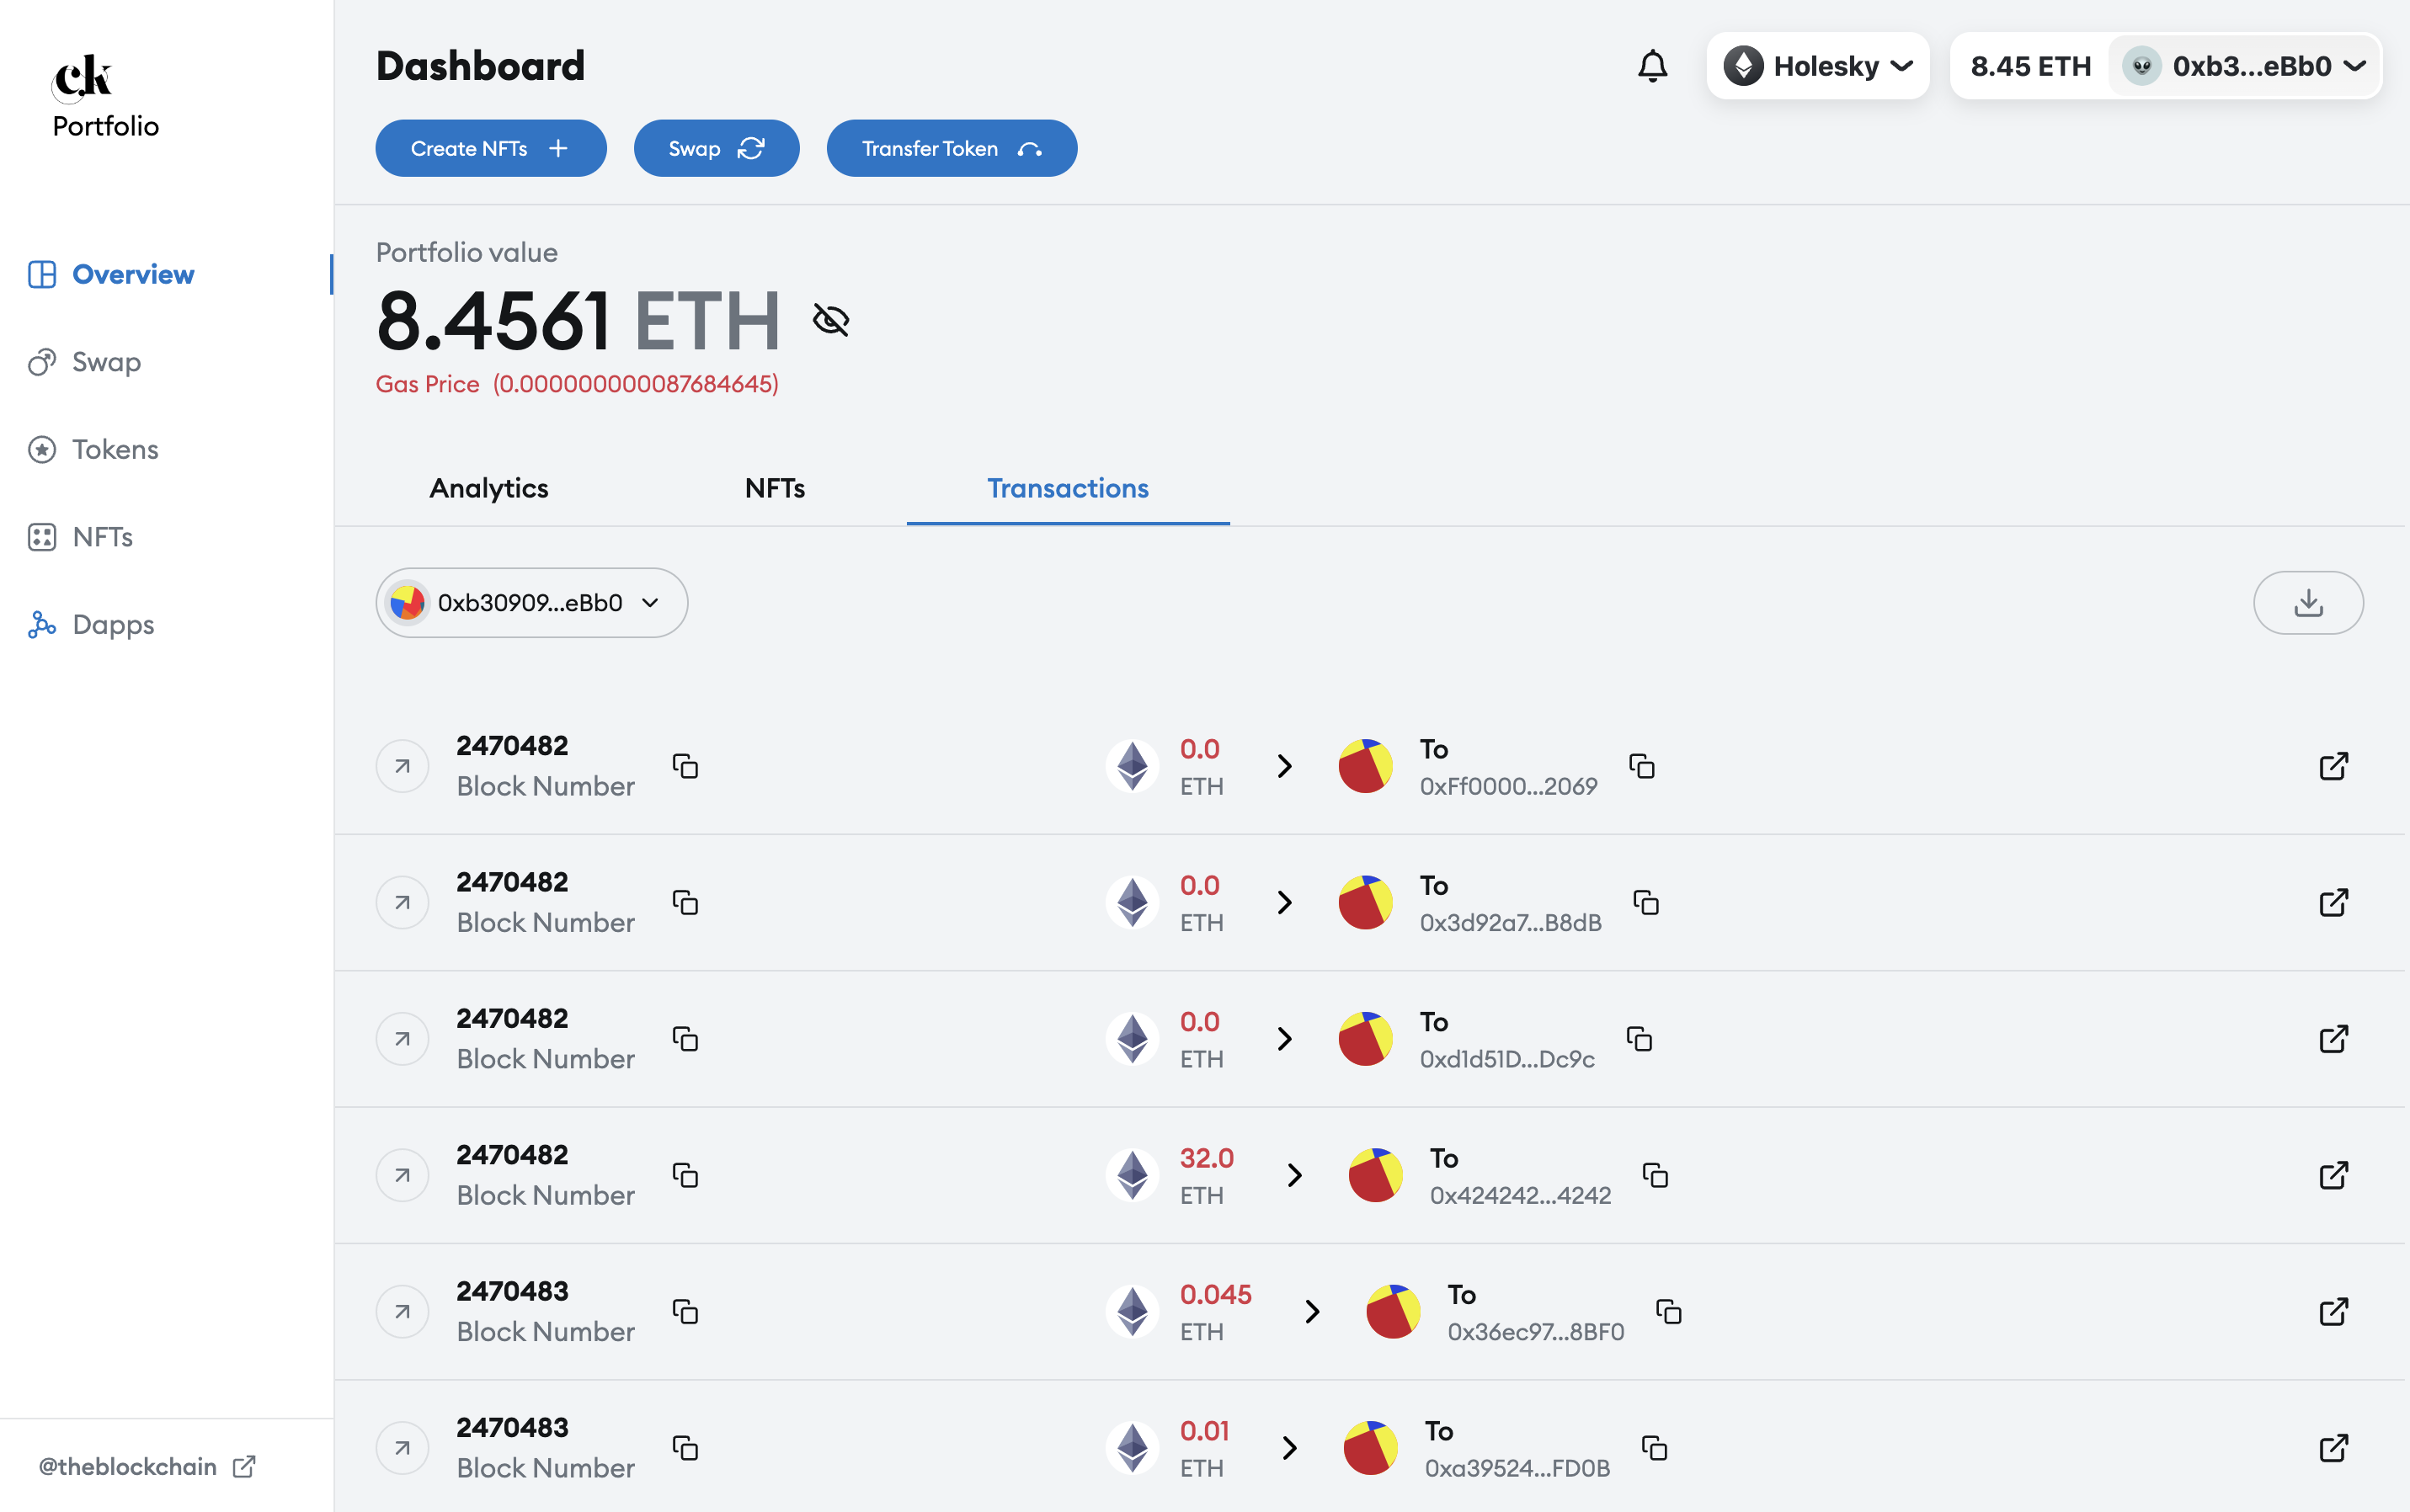 c.k
Portfolio
Overview
Swap
Tokens
NFTs
Dapps
@theblockchain
Dashboard
Holesky
8.45 ETH
0xb3...eBb0
Create NFTs
Swap
Transfer Token
Portfolio value
8.4561 ETH
Gas Price (0.000000000087684645)
Analytics
NFTs
Transactions
0xb30909...eBb0
2470482
Block Number
0.0
ETH
To
0xFf0000...2069
2470482
Block Number
0.0
ETH
To
0x3d92a7...B8dB
2470482
Block Number
0.0
ETH
To
0xd1d51D...Dc9c
2470482
Block Number
32.0
ETH
To
0x424242...4242
2470483
Block Number
0.045
ETH
To
0x36ec97...8BF0
2470483
Block Number
0.01
ETH
To
0xa39524...FD0B